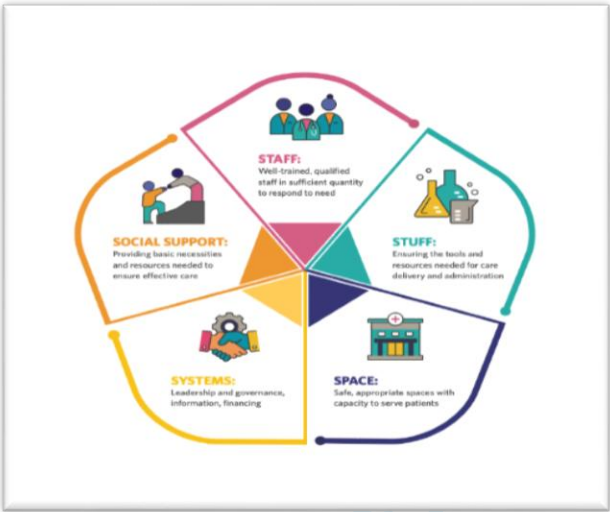 STAFF:
Well-trained, qualified
staff in sufficient quantity
to respond to need
SOCIAL SUPPORT:
Providing basic necessities
and resources needed to
ensure effective care
STUFF:
Ensuring the tools and
resources needed for care
delivery and administration
SYSTEMS:
Leadership and governance,
information, financing
SPACE:
Safe, appropriate spaces with
capacity to serve patients